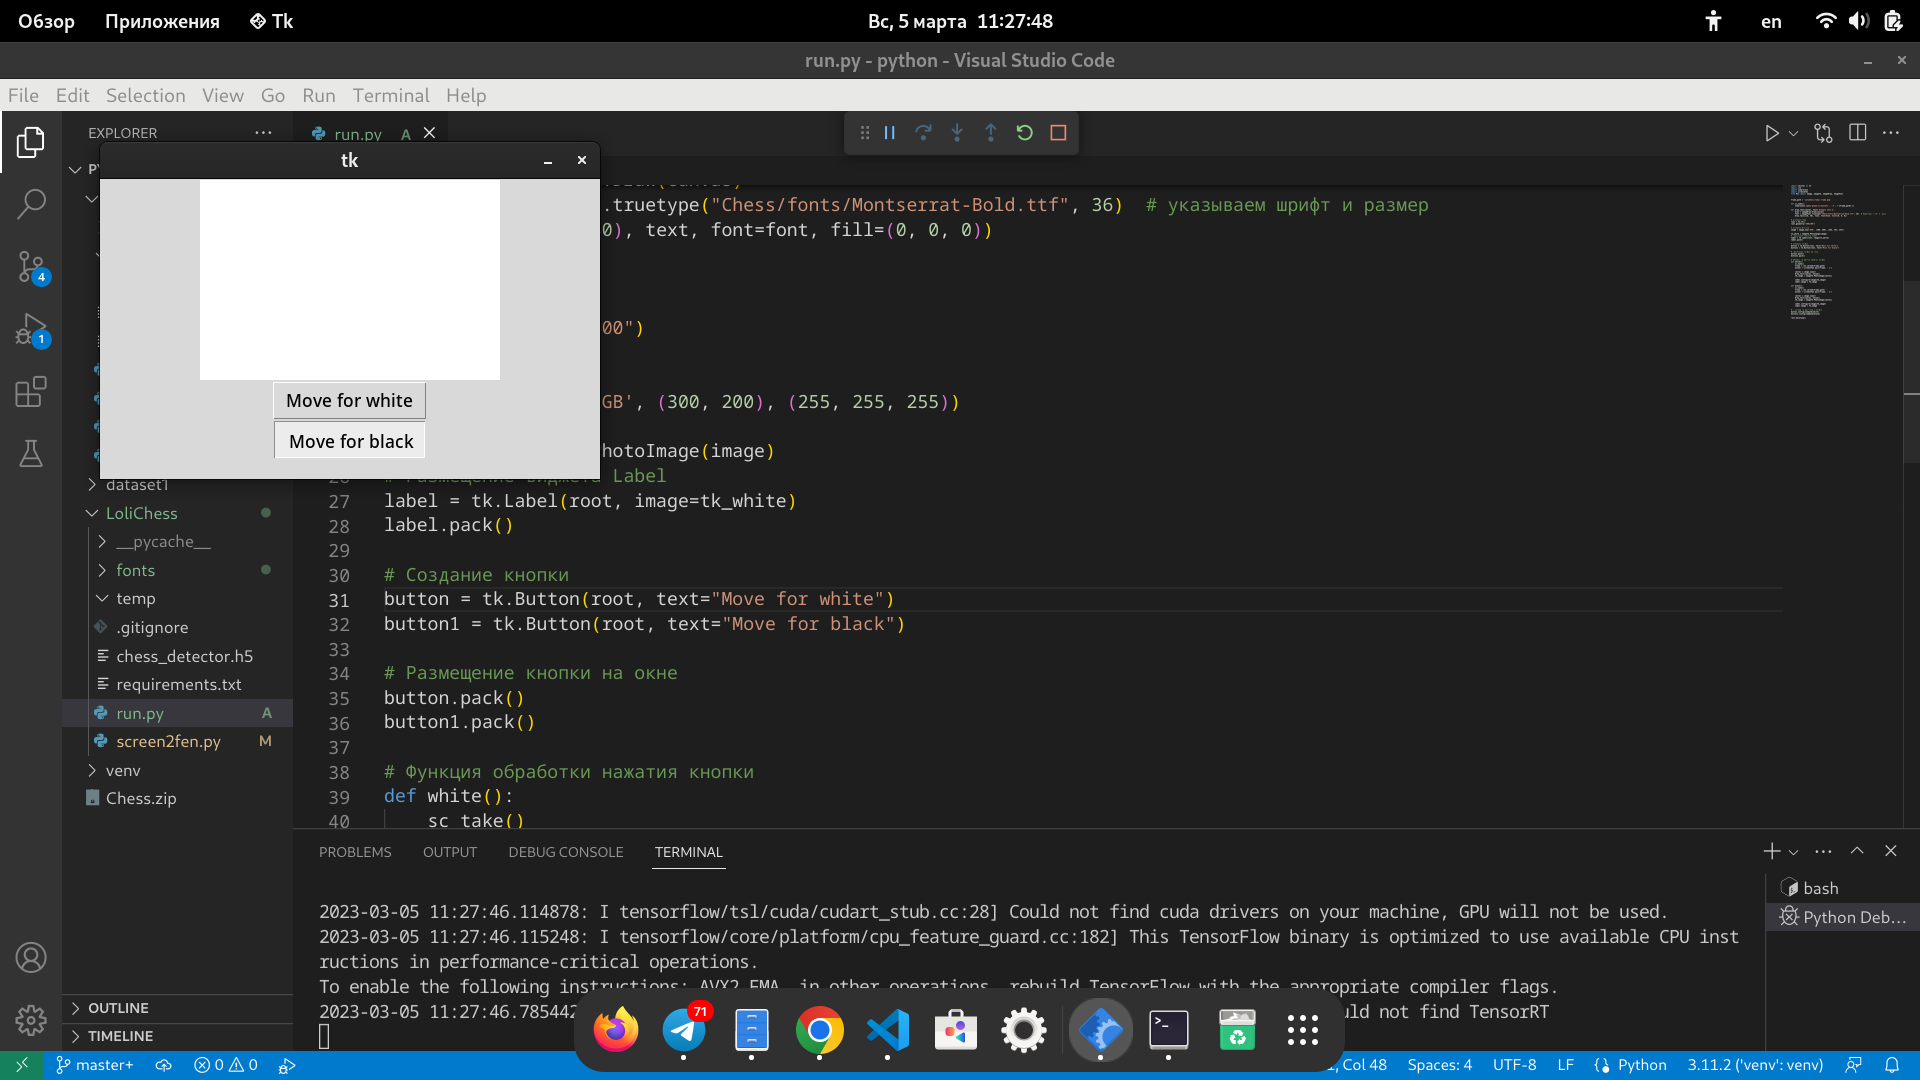 Обзор Приложения Tk Вс, 5 марта 11:27:48 en
run.py - python - Visual Studio Code
File Edit Selection View Go Run Terminal Help
EXPLORER
run.py A
tk
.truetype("Chess/fonts/Montserrat-Bold.ttf", 36) # указываем шрифт и размер
0), text, font=font, fill=(0, 0, 0))
00")
GB', (300, 200), (255, 255, 255))
hotoImage(image)
Move for white
Move for black
4
1
27 label = tk.Label(root, image=tk_white)
28 label.pack()
29
30 # Создание кнопки
31 button = tk.Button(root, text="Move for white")
32 button1 = tk.Button(root, text="Move for black")
33
34 # Размещение кнопки на окне
35 button.pack()
36 button1.pack()
37
38 # Функция обработки нажатия кнопки
39 def white():
40 sc_take()
dataset1
LoliChess
__pycache__
fonts
temp
.gitignore
chess_detector.h5
requirements.txt
run.py A
screen2fen.py M
venv
Chess.zip
OUTLINE
TIMELINE
PROBLEMS OUTPUT DEBUG CONSOLE TERMINAL
bash
Python Deb...
2023-03-05 11:27:46.114878: I tensorflow/tsl/cuda/cudart_stub.cc:28] Could not find cuda drivers on your machine, GPU will not be used.
2023-03-05 11:27:46.115248: I tensorflow/core/platform/cpu_feature_guard.cc:182] This TensorFlow binary is optimized to use available CPU inst
ructions in performance-critical operations.
To enable the following instructions: AVX2 FMA, in other operations, rebuild TensorFlow with the appropriate compiler flags.
2023-03-05 11:27:46.785442 ould not find TensorRT
71
master+ 0 0 Col 48 Spaces: 4 UTF-8 LF Python 3.11.2 ('venv': venv)